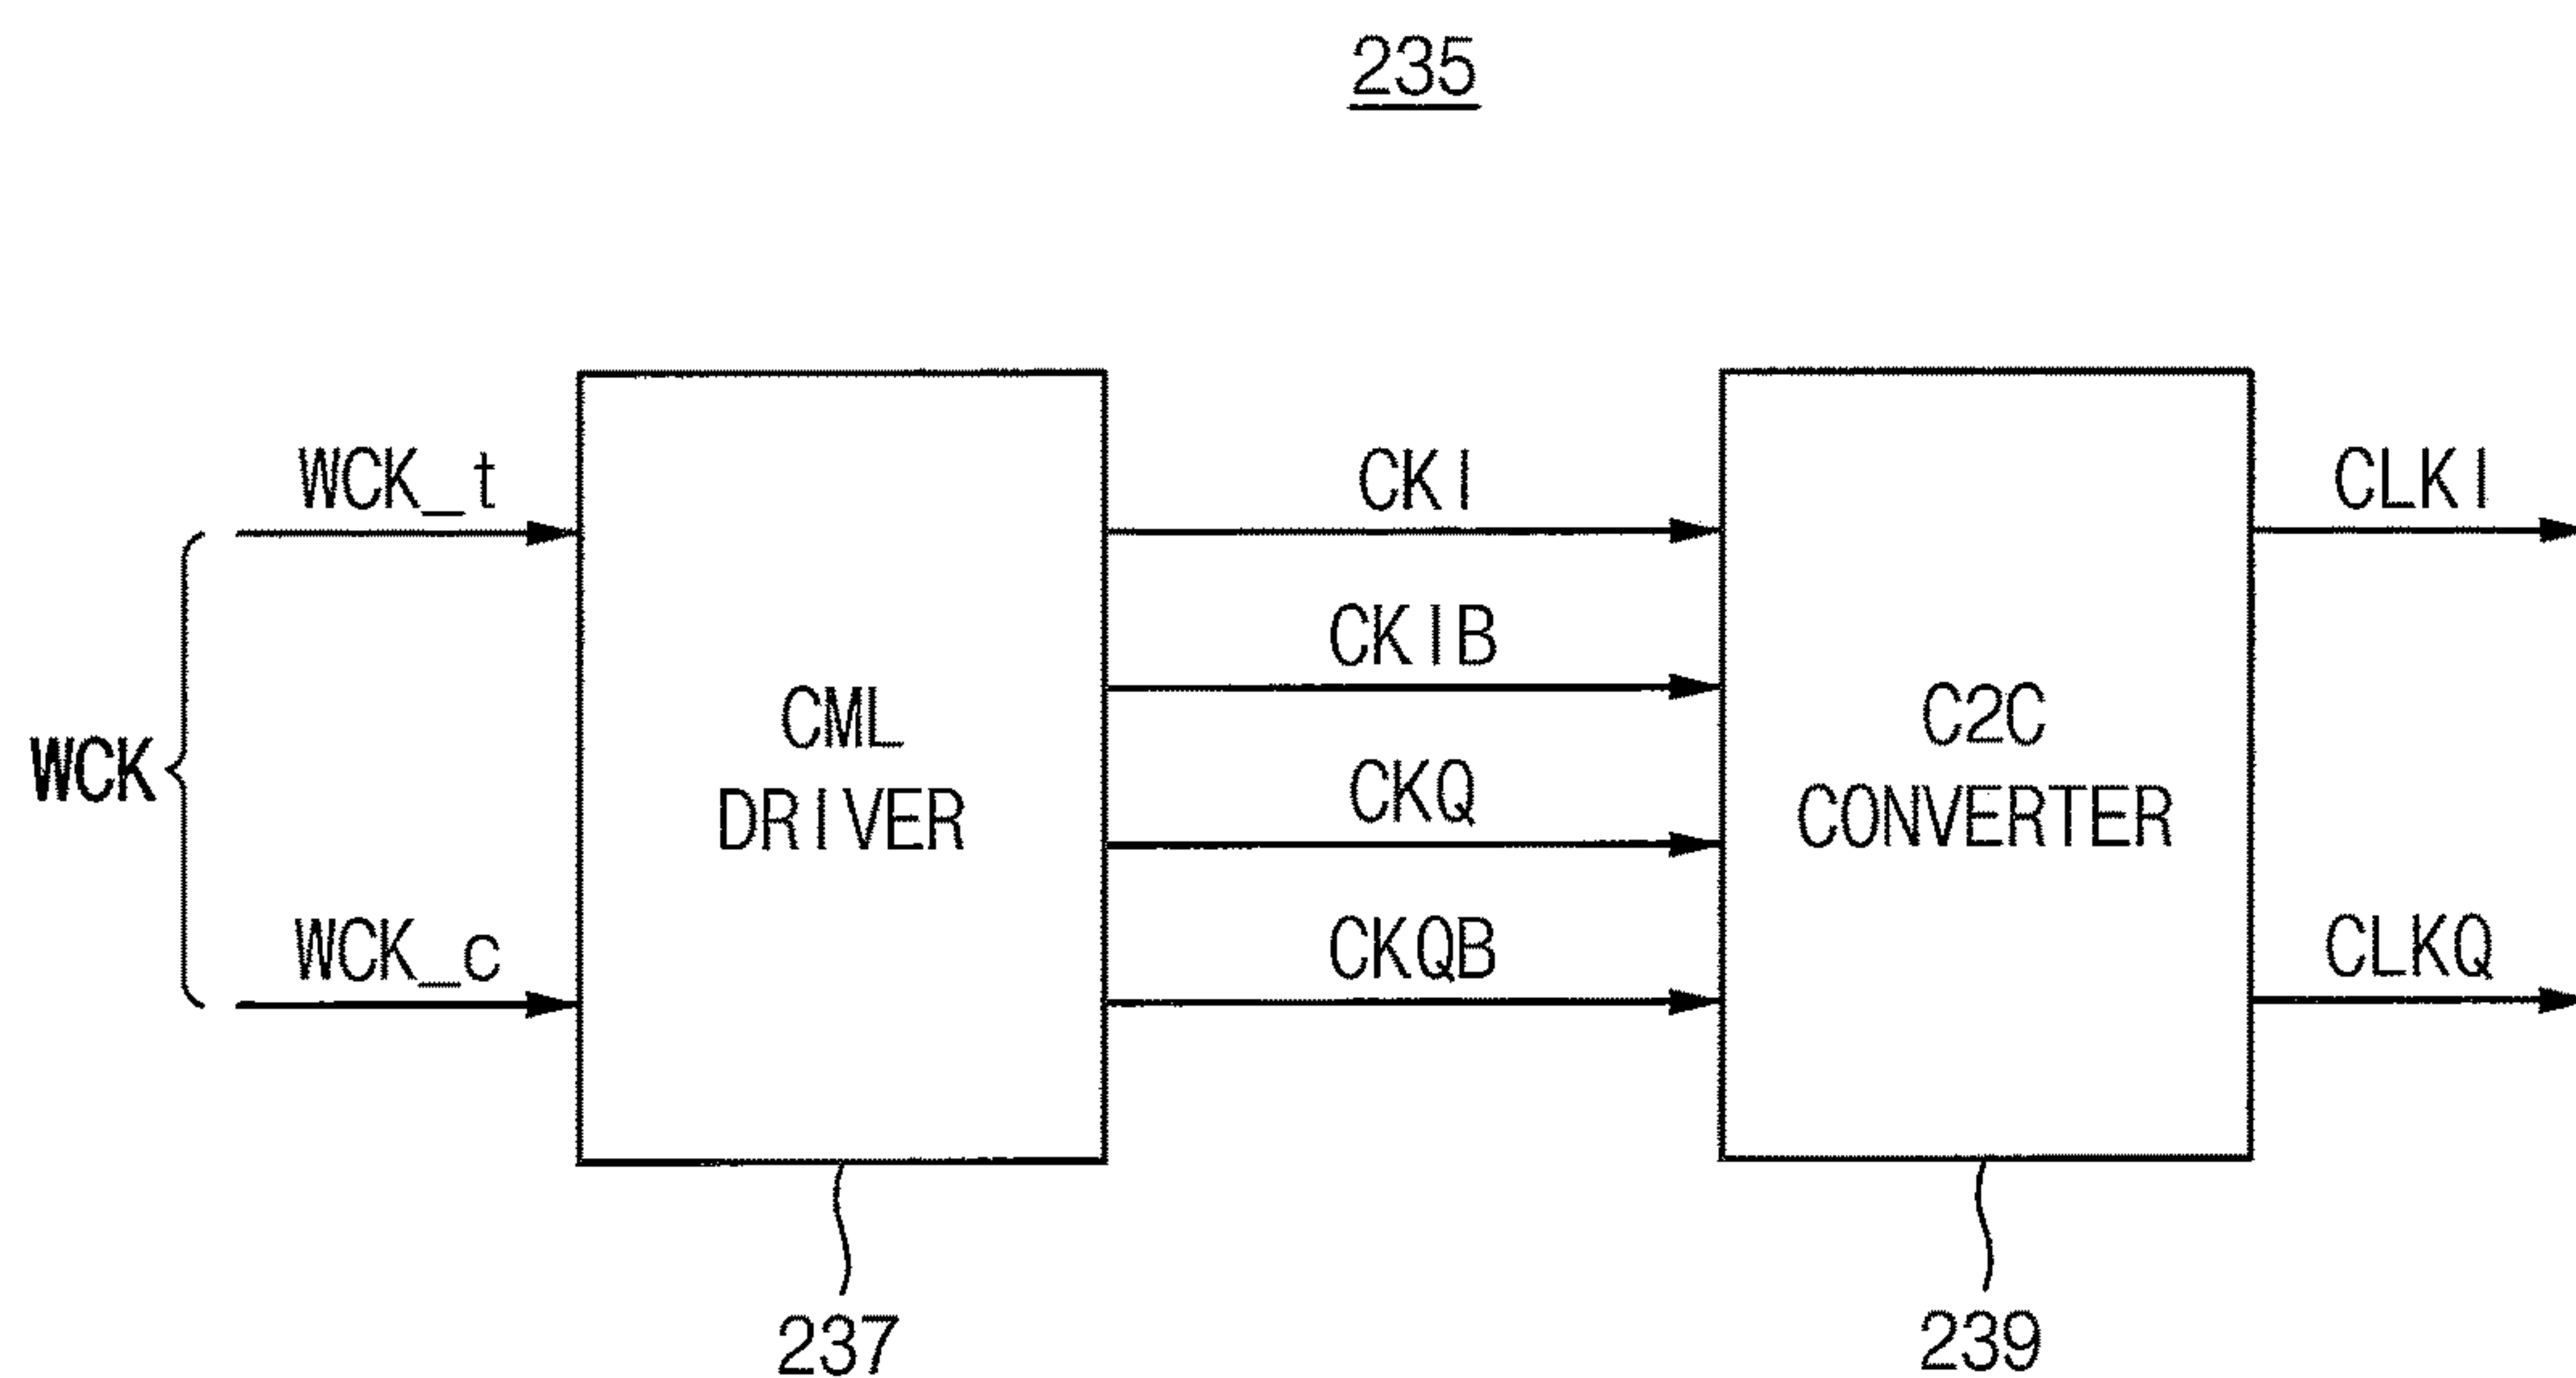 235
WCK_t
CKI
CLKI
CKIB
CML
DRIVER
C2C
CONVERTER
WCK
CKQ
WCK_c
CKQB
CLKQ
237
239